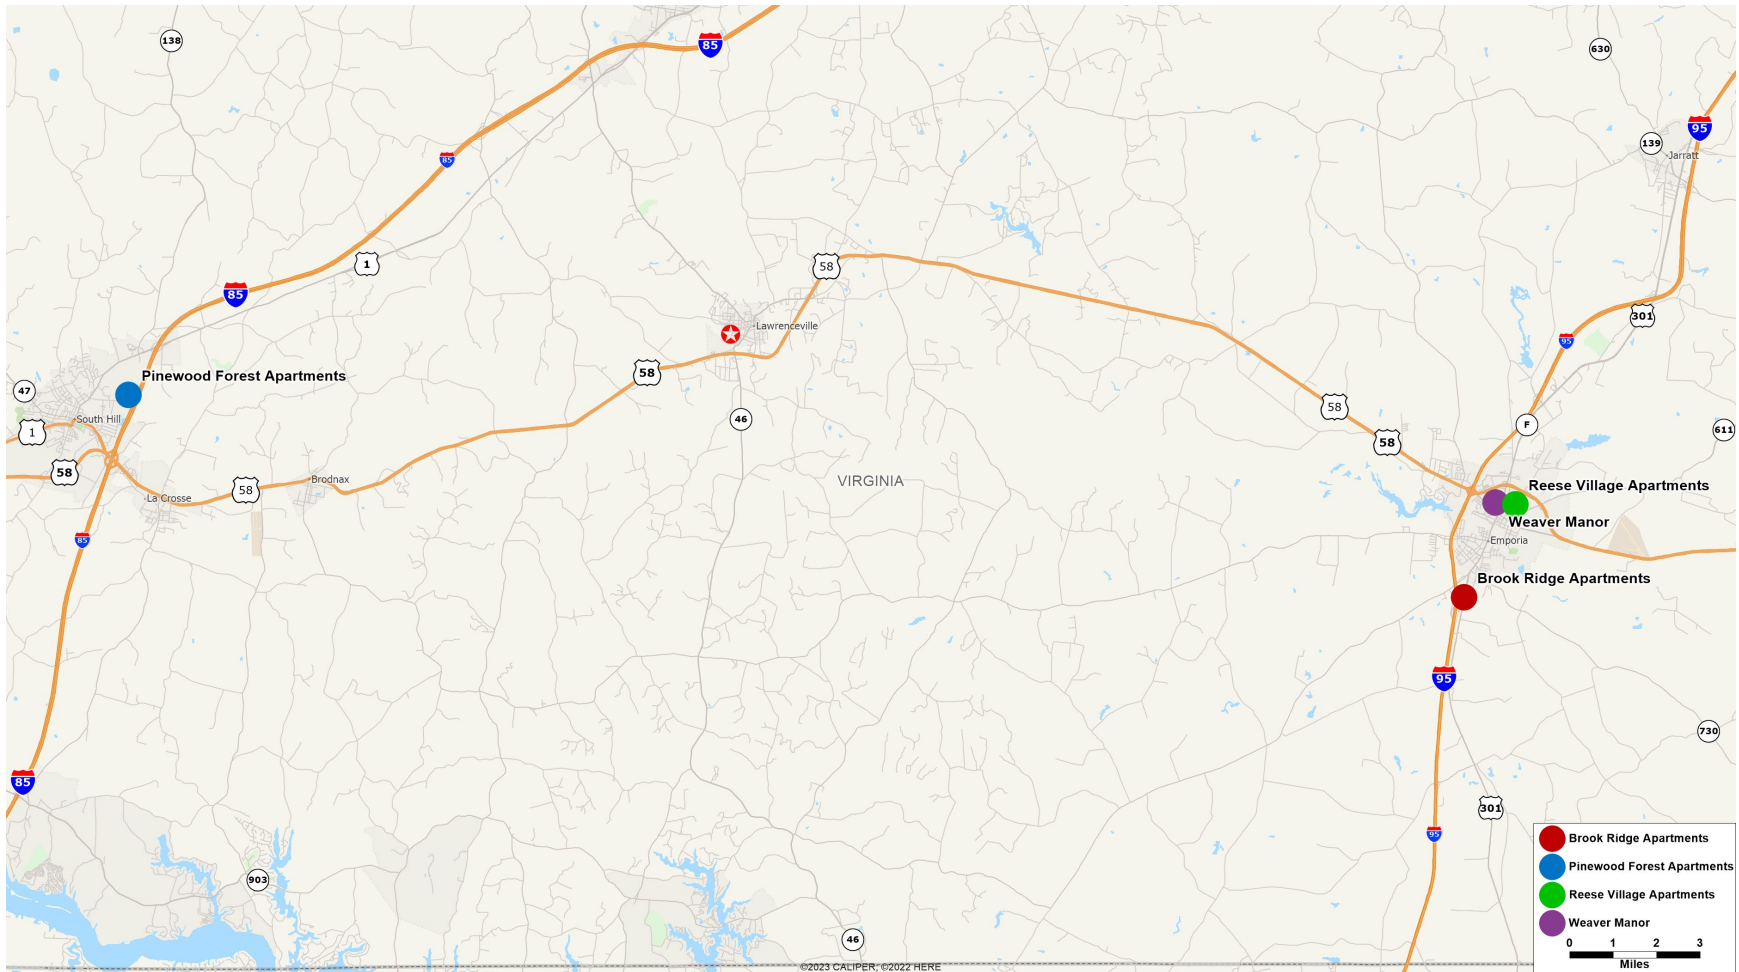 138
85
630
95
139
Jarratt
85
1
58
85
301
Lawrenceville
95
58
Pinewood Forest Apartments
47
58
46
South Hill
1
F
611
58
58
58
Brodnax
VIRGINIA
Reese Village Apartments
58
La Crosse
Weaver Manor
85
Emporia
Brook Ridge Apartments
95
730
85
301
95
903
46
Brook Ridge Apartments
Pinewood Forest Apartments
Reese Village Apartments
Weaver Manor
0 1 2 3
Miles
©2023 CALIPER; ©2022 HERE